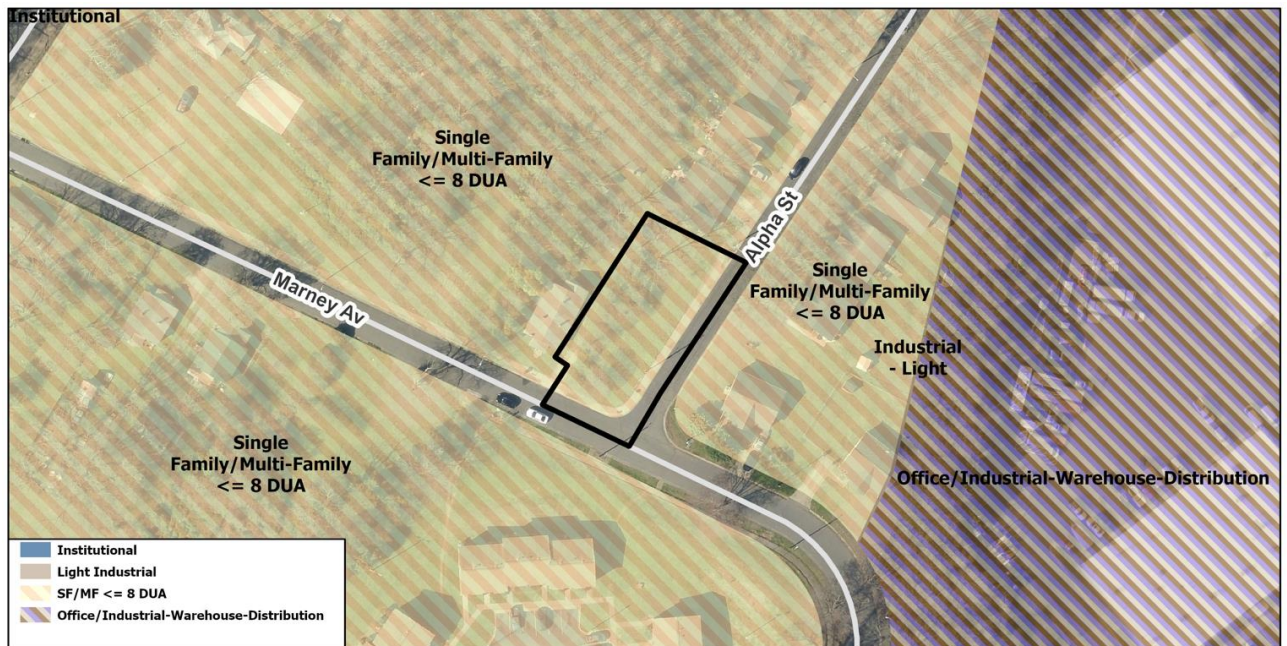 Institutional
Single
Family/Multi-Family
<= 8 DUA
Alpha St
Marney Av
Single
Family/Multi-Family
<= 8 DUA
Industrial
- Light
Single
Family/Multi-Family
<= 8 DUA
Office/Industrial-Warehouse-Distribution
Institutional
Light Industrial
SF/MF <= 8 DUA
Office/Industrial-Warehouse-Distribution